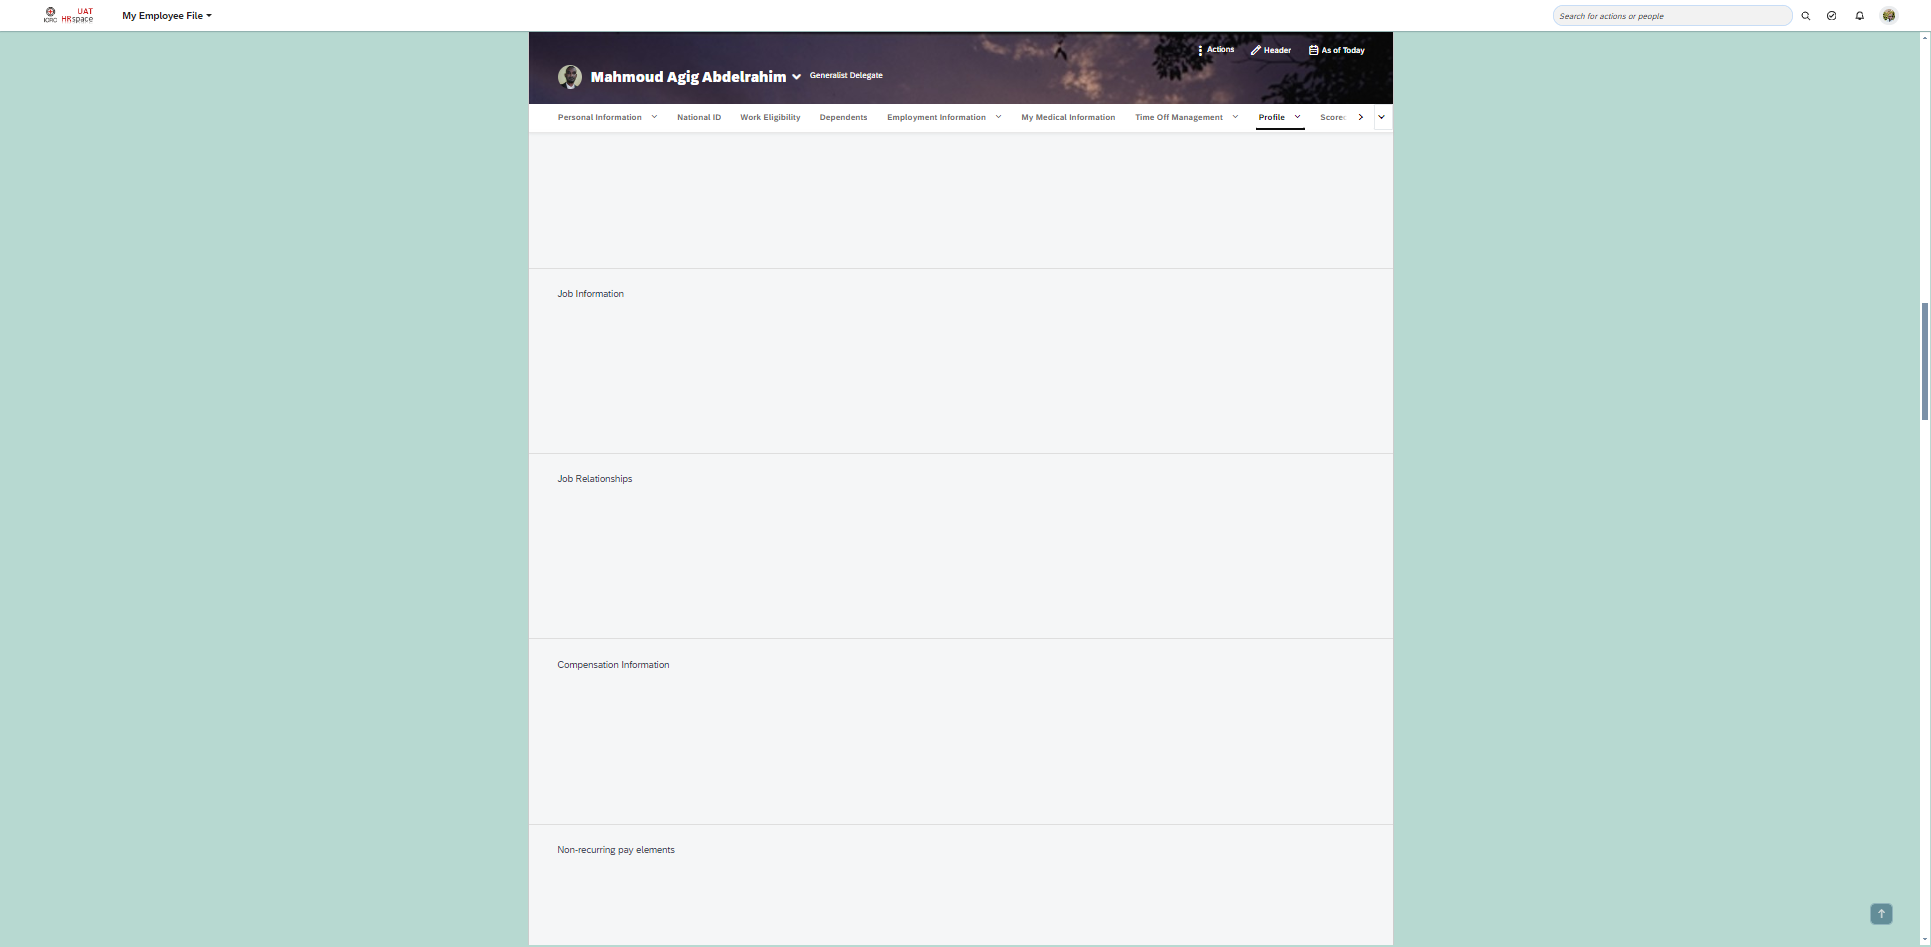 ICRC
UAT
HRspace
My Employee File
Search for actions or people
Actions
Header
As of Today
Mahmoud Agig Abdelrahim
Generalist Delegate
Personal Information
National ID
Work Eligibility
Dependents
Employment Information
My Medical Information
Time Off Management
Profile
Score
Job Information
Job Relationships
Compensation Information
Non-recurring pay elements